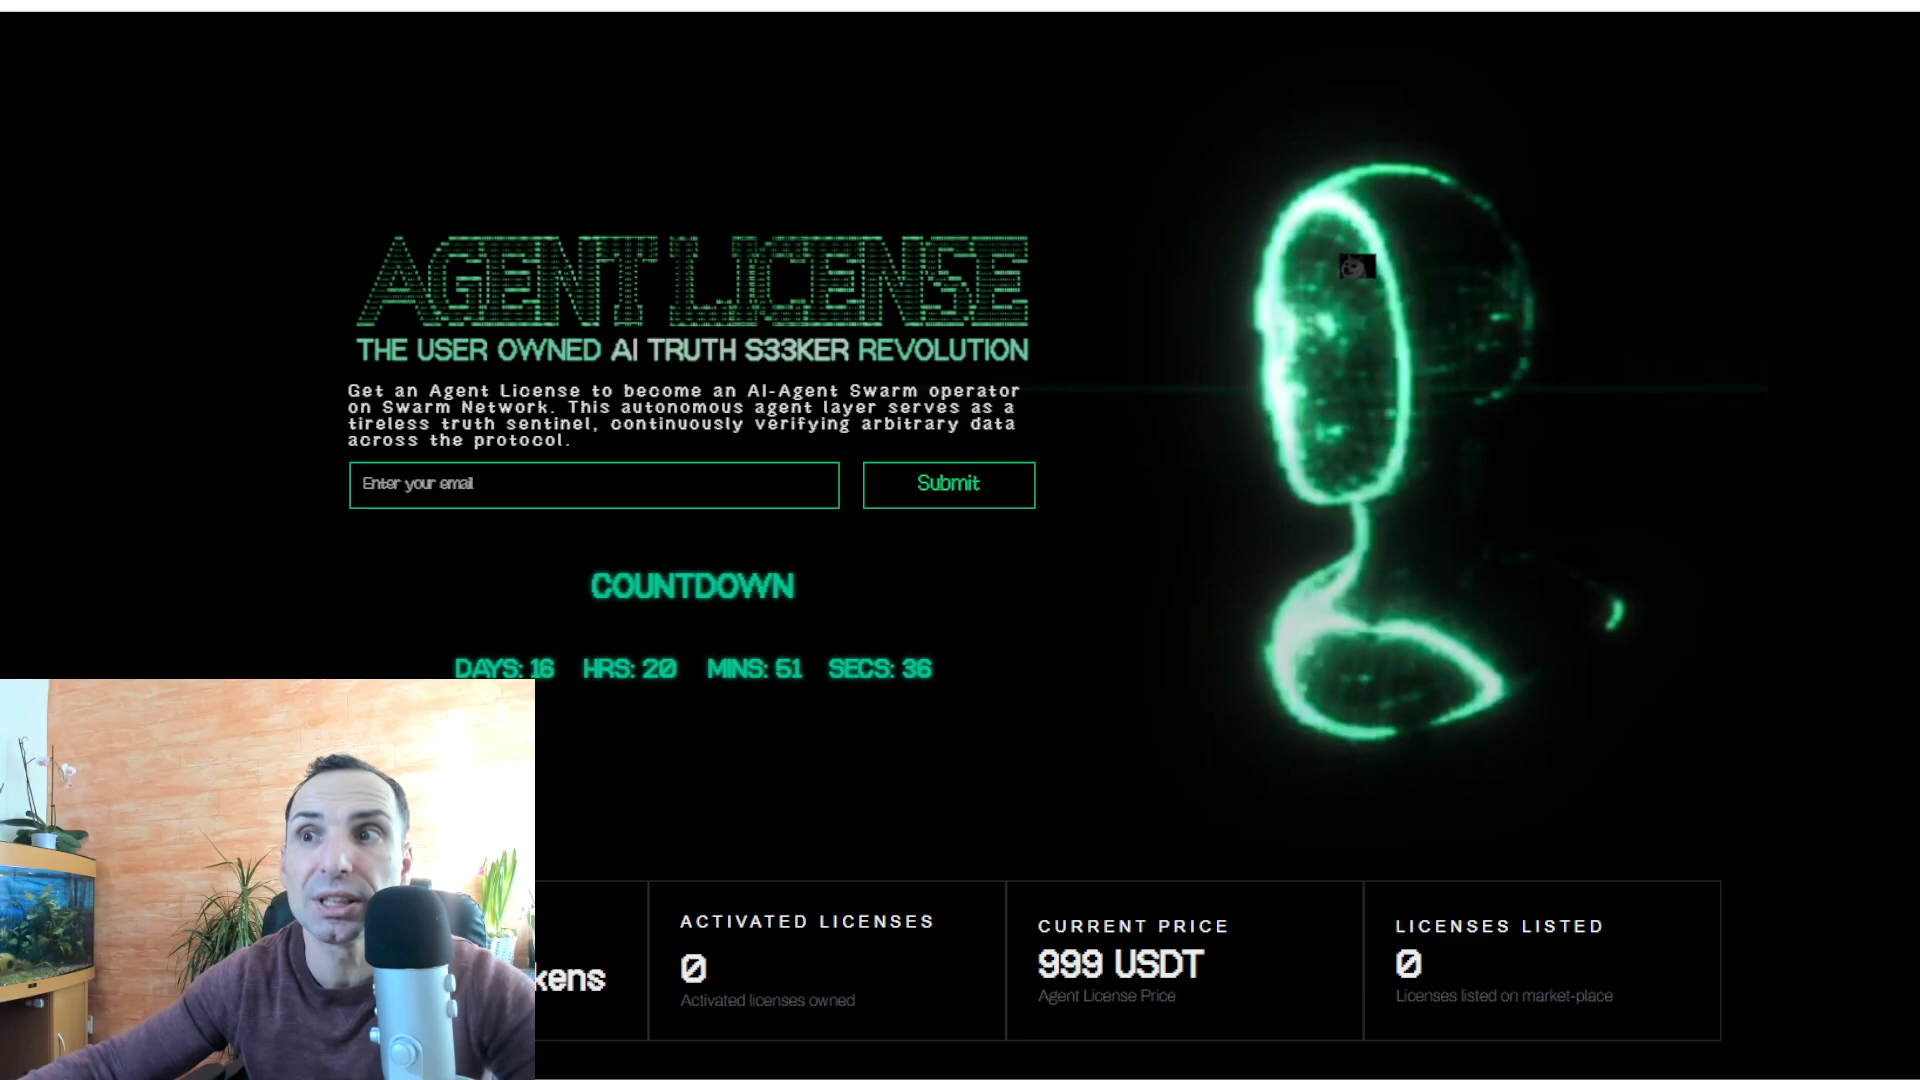 AGENT LICENSE
THE USER OWNED AI TRUTH S33KER REVOLUTION
Get an Agent License to become an AI-Agent Swarm operator
on Swarm Network. This autonomous agent layer serves as a
tireless truth sentinel, continuously verifying arbitrary data
across the protocol.
Enter your email
Submit
COUNTDOWN
DAYS: 16 HRS: 20 MINS: 51 SECS: 36
kens
ACTIVATED LICENSES
0
Activated licenses owned
CURRENT PRICE
999 USDT
Agent License Price
LICENSES LISTED
0
Licenses listed on market-place